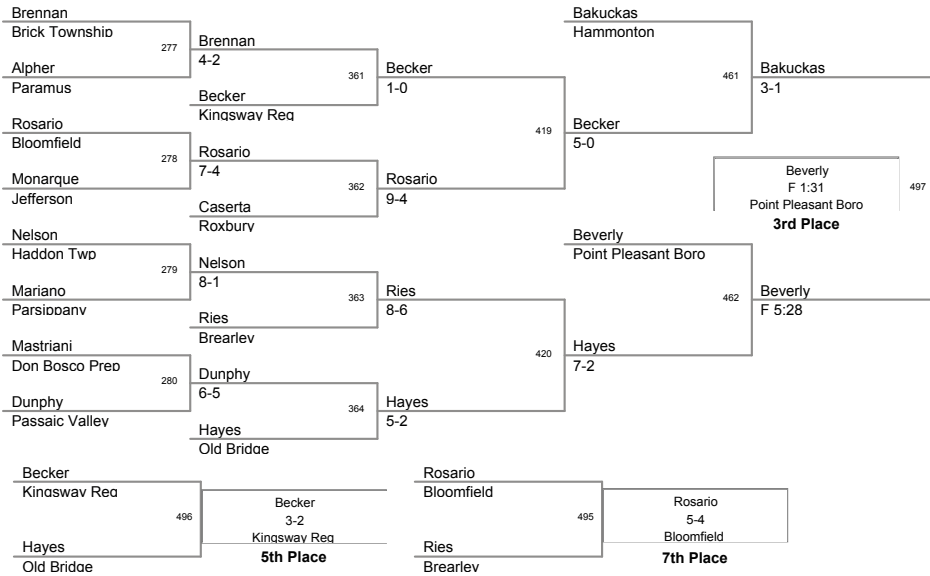 Brennan
Brick Township
277
Alpher
Paramus
Brennan
4-2
361
Becker
Kingsway Reg
Becker
1-0
Rosario
Bloomfield
278
Monarque
Jefferson
Rosario
7-4
362
Caserta
Roxbury
Rosario
9-4
419
Becker
5-0
Bakuckas
Hammonton
461
Bakuckas
3-1
Beverly
F 1:31
Point Pleasant Boro
497
3rd Place
Nelson
Haddon Twp
279
Mariano
Parsippany
Nelson
8-1
363
Ries
Brearley
Ries
8-6
Mastriani
Don Bosco Prep
280
Dunphy
Passaic Valley
Dunphy
6-5
364
Hayes
Old Bridge
Hayes
5-2
420
Hayes
7-2
Beverly
Point Pleasant Boro
462
Beverly
F 5:28
Becker
Kingsway Reg
496
Hayes
Old Bridge
Becker
3-2
Kingsway Reg
5th Place
Rosario
Bloomfield
495
Ries
Brearley
Rosario
5-4
Bloomfield
7th Place